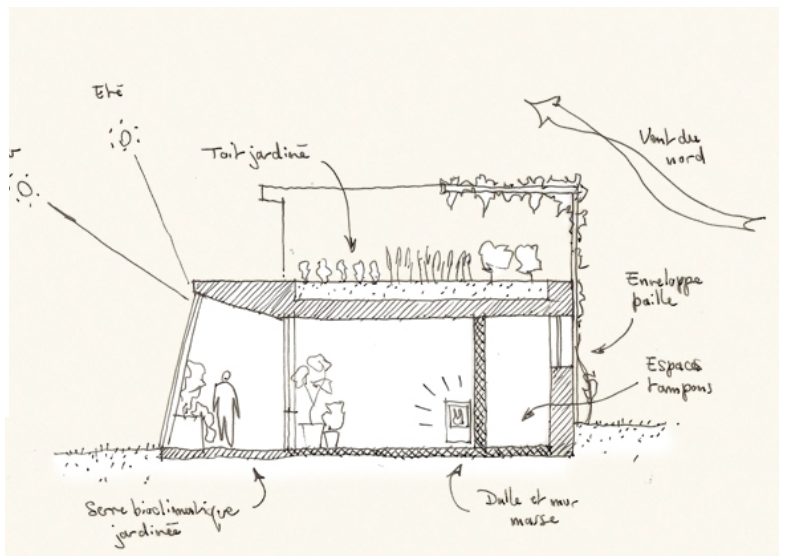 Eté
Toit jardiné
Vent du
nord
Enveloppe
paille
Espaces
tampons
Serre bioclimatique
jardinée
Dalle et mur
masse